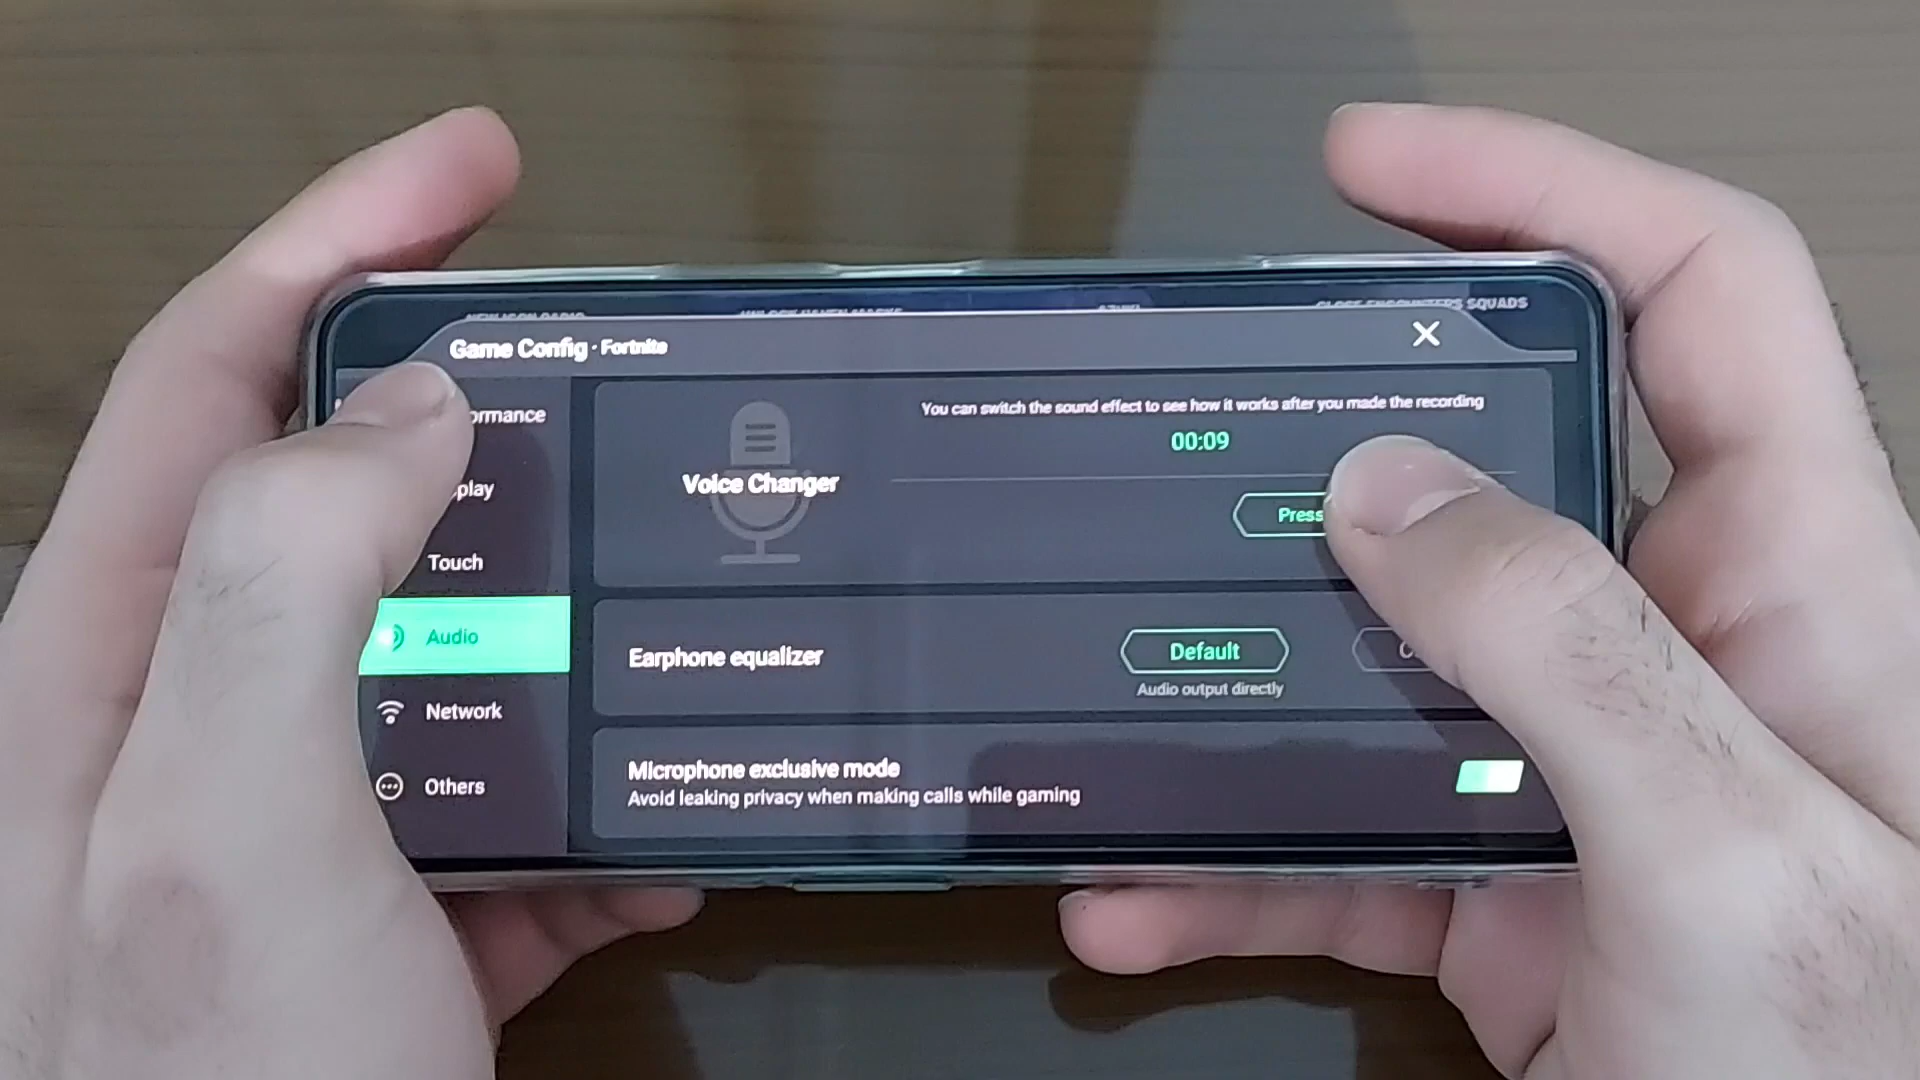 CLOSE ENCOUNTERS SQUADS
Game Config · Fortnite
You can switch the sound effect to see how it works after you made the recording
00:09
Voice Changer
Press
Touch
Audio
Earphone equalizer
Default
Audio output directly
Network
Microphone exclusive mode
Avoid leaking privacy when making calls while gaming
Others